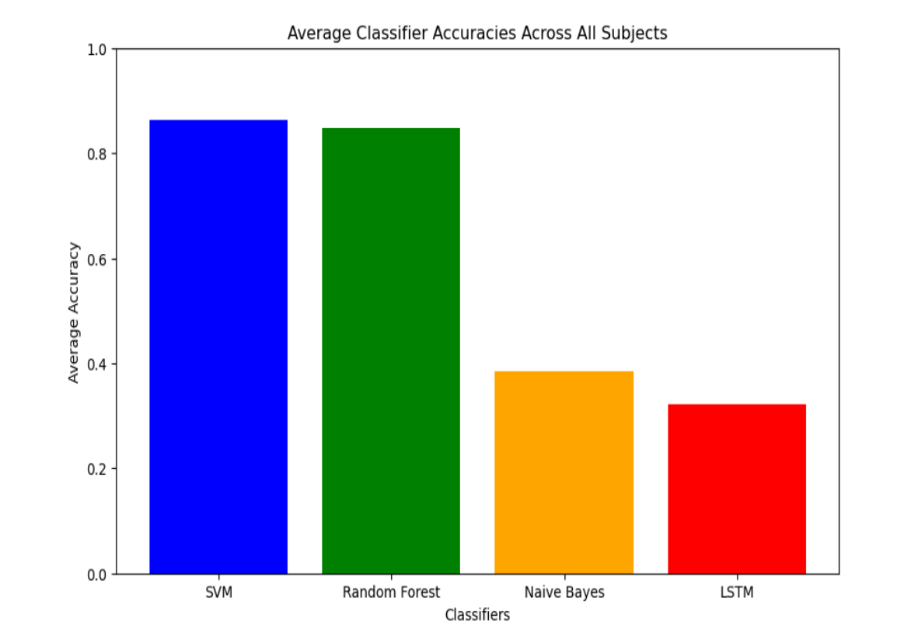 Average Classifier Accuracies Across All Subjects
1.0
0.8
0.6
0.4
0.2
0.0
Average Accuracy
SVM Random Forest Naive Bayes LSTM
Classifiers